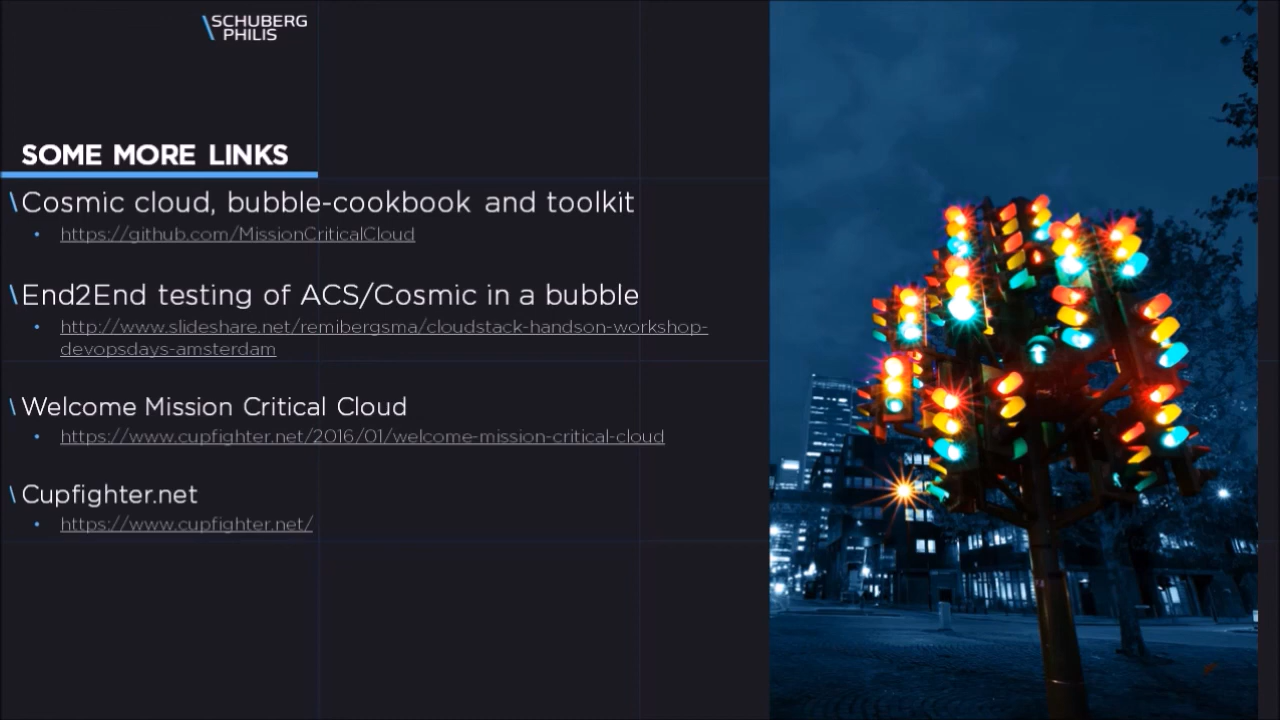 \SCHUBERG
PHILIS
SOME MORE LINKS
\Cosmic cloud, bubble-cookbook and toolkit
• https://github.com/MissionCriticalCloud
\End2End testing of ACS/Cosmic in a bubble
• http://www.slideshare.net/remibergsma/cloudstack-handson-workshop-
devopsdays-amsterdam
\Welcome Mission Critical Cloud
• https://www.cupfighter.net/2016/01/welcome-mission-critical-cloud
\Cupfighter.net
• https://www.cupfighter.net/